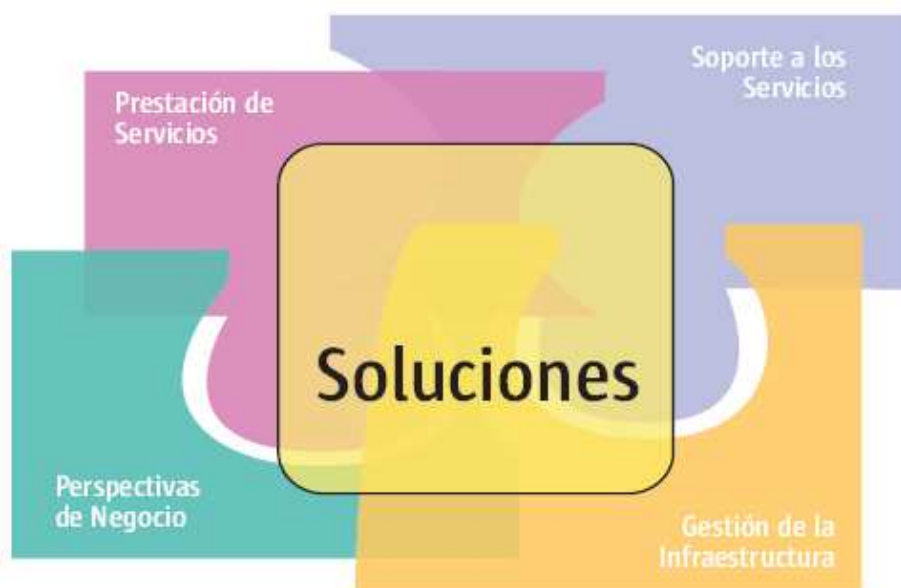 Soporte a los
Servicios
Prestación de
Servicios
Soluciones
Perspectivas
de Negocio
Gestión de la
Infraestructura